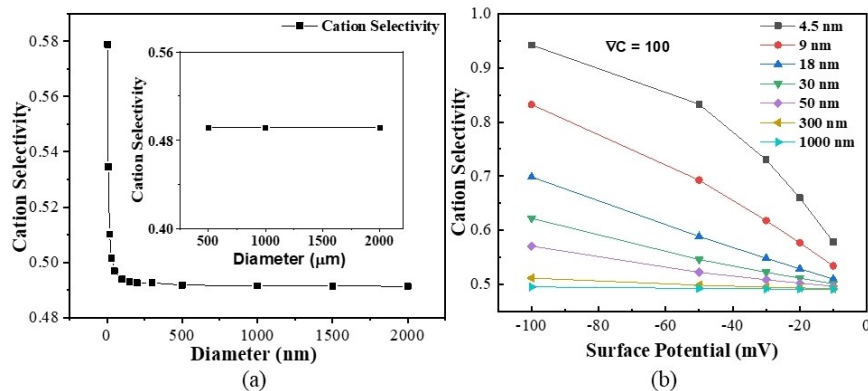 Cation Selectivity
0.58
0.56
0.54
0.52
0.50
0.48
0
500
1000
1500
2000
Diameter (nm)
Cation Selectivity
Cation Selectivity
0.56
0.48
0.40
500
1000
2000
Diameter (μm)
(a)
Cation Selectivity
1.0
0.9
0.8
0.7
0.6
0.5
-100
-80
-60
-40
-20
0
Surface Potential (mV)
∇C = 100
4.5 nm
9 nm
18 nm
30 nm
50 nm
300 nm
1000 nm
(b)